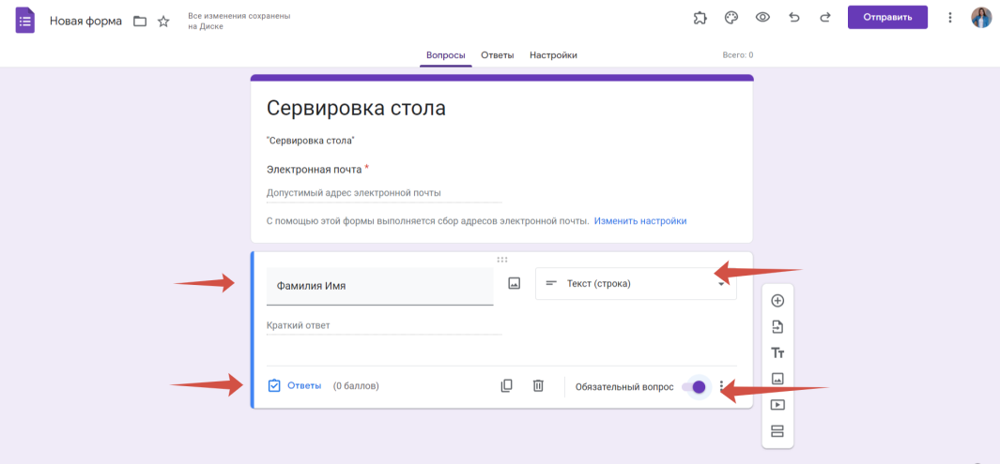 Новая форма
Все изменения сохранены
на Диске
Отправить
Вопросы Ответы Настройки
Всего: 0
Сервировка стола
"Сервировка стола"
Электронная почта *
Допустимый адрес электронной почты
С помощью этой формы выполняется сбор адресов электронной почты. Изменить настройки
Фамилия Имя
Текст (строка)
Краткий ответ
Ответы (0 баллов)
Обязательный вопрос
Тт